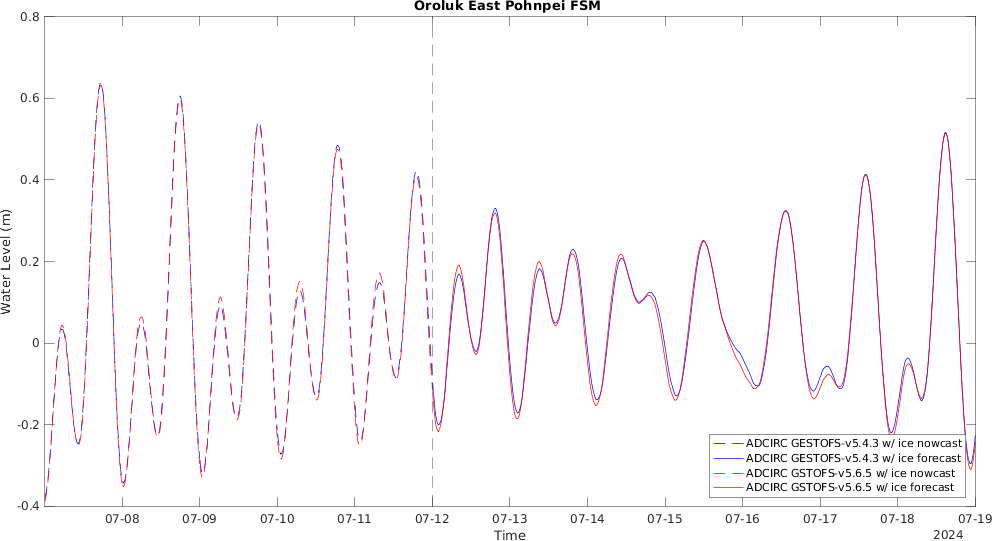 Oroluk East Pohnpei FSM
Water Level (m)
0.8
0.6
0.4
0.2
0
-0.2
-0.4
07-08 07-09 07-10 07-11 07-12 07-13 07-14 07-15 07-16 07-17 07-18 07-19
Time
2024
ADCIRC GESTOFS-v5.4.3 w/ ice nowcast
ADCIRC GESTOFS-v5.4.3 w/ ice forecast
ADCIRC GSTOFS-v5.6.5 w/ ice nowcast
ADCIRC GSTOFS-v5.6.5 w/ ice forecast